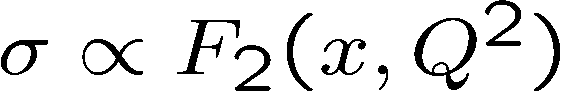 σ ∝ F₂(x, Q²)